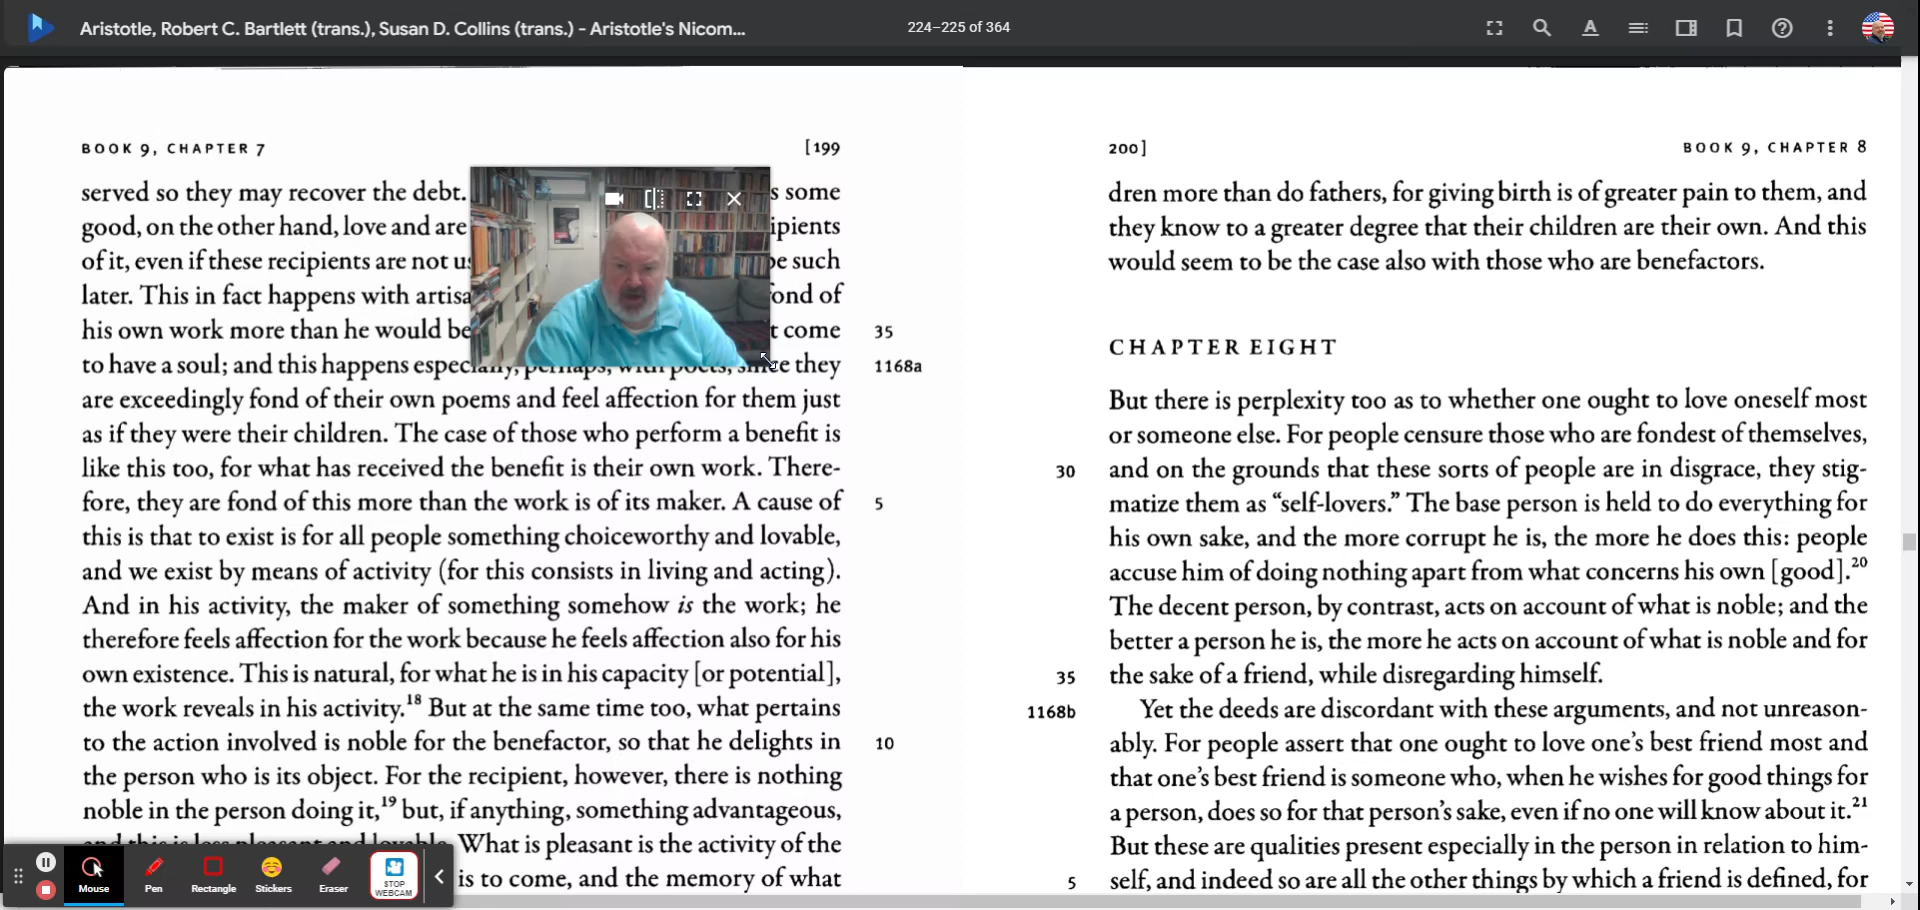 Aristotle, Robert C. Bartlett (trans.), Susan D. Collins (trans.) - Aristotle's Nicom...
224–225 of 364
BOOK 9, CHAPTER 7 [199
served so they may recover the debt. s some
good, on the other hand, love and are ipients
of it, even if these recipients are not such
later. This in fact happens with ond of
his own work more than he would be t come 35
to have a soul; and this happens especially, perhaps, with poets, since they 1168a
are exceedingly fond of their own poems and feel affection for them just
as if they were their children. The case of those who perform a benefit is
like this too, for what has received the benefit is their own work. There-
fore, they are fond of this more than the work is of its maker. A cause of 5
this is that to exist is for all people something choiceworthy and lovable,
and we exist by means of activity (for this consists in living and acting).
And in his activity, the maker of something somehow is the work; he
therefore feels affection for the work because he feels affection also for his
own existence. This is natural, for what he is in his capacity [or potential],
the work reveals in his activity.18 But at the same time too, what pertains
to the action involved is noble for the benefactor, so that he delights in 10
the person who is its object. For the recipient, however, there is nothing
noble in the person doing it,19 but, if anything, something advantageous,
and this is less pleasant and lovable. What is pleasant is the activity of the
is to come, and the memory of what
200] BOOK 9, CHAPTER 8
dren more than do fathers, for giving birth is of greater pain to them, and
they know to a greater degree that their children are their own. And this
would seem to be the case also with those who are benefactors.
CHAPTER EIGHT
But there is perplexity too as to whether one ought to love oneself most
or someone else. For people censure those who are fondest of themselves,
30 and on the grounds that these sorts of people are in disgrace, they stig-
matize them as “self-lovers.” The base person is held to do everything for
his own sake, and the more corrupt he is, the more he does this: people
accuse him of doing nothing apart from what concerns his own [good].20
The decent person, by contrast, acts on account of what is noble; and the
better a person he is, the more he acts on account of what is noble and for
35 the sake of a friend, while disregarding himself.
1168b Yet the deeds are discordant with these arguments, and not unreason-
ably. For people assert that one ought to love one's best friend most and
that one's best friend is someone who, when he wishes for good things for
a person, does so for that person's sake, even if no one will know about it.21
But these are qualities present especially in the person in relation to him-
5 self, and indeed so are all the other things by which a friend is defined, for
Mouse
Pen
Rectangle
Stickers
Eraser
STOP
WEBCAM